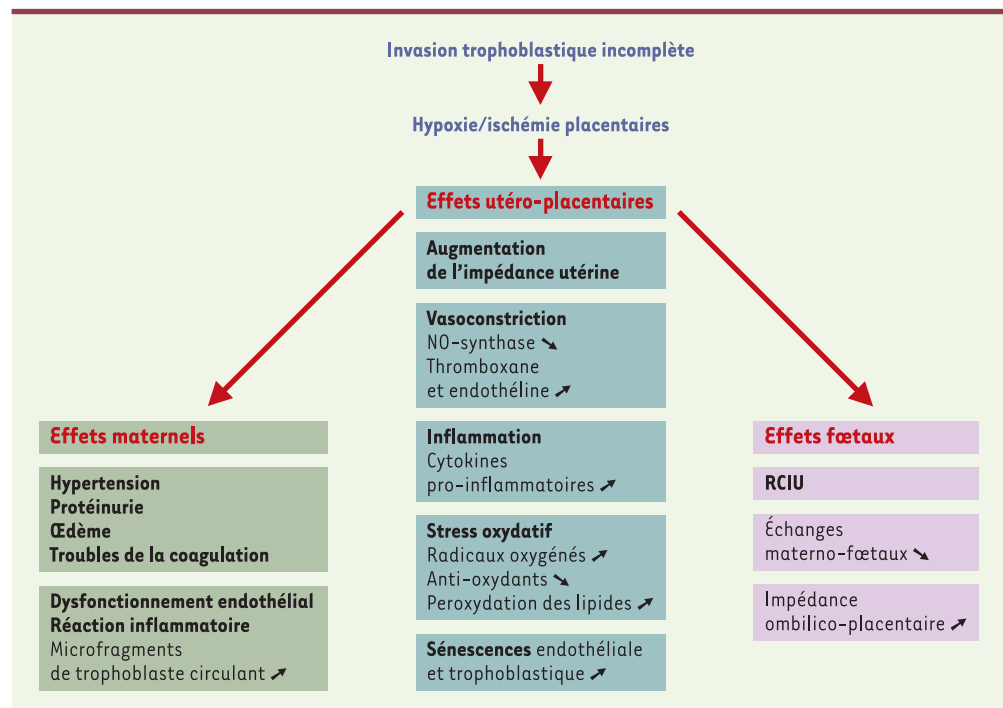 Invasion trophoblastique incomplète
Hypoxie/ischémie placentaires
Effets utéro-placentaires
Augmentation
de l'impédance utérine
Vasoconstriction
NO-synthase ↘
Thromboxane
et endothéline ↗
Inflammation
Cytokines
pro-inflammatoires ↗
Stress oxydatif
Radicaux oxygénés ↗
Anti-oxydants ↘
Peroxydation des lipides ↗
Sénescences endothéliale
et trophoblastique ↗
Effets maternels
Hypertension
Protéinurie
Œdème
Troubles de la coagulation
Dysfonctionnement endothélial
Réaction inflammatoire
Microfragments
de trophoblaste circulant ↗
Effets fœtaux
RCIU
Échanges
materno-fœtaux ↘
Impédance
ombilico-placentaire ↗